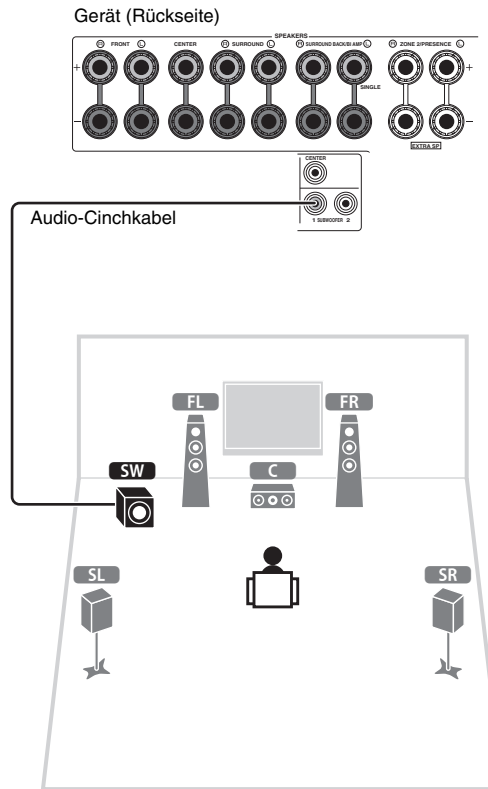 Gerät (Rückseite)
SPEAKERS
R FRONT L CENTER R SURROUND L R SURROUND BACK/BI AMP L R ZONE 2/PRESENCE L
+ +
SINGLE
– –
EXTRA SP
CENTER
1 SUBWOOFER 2
Audio-Cinchkabel
FL FR
SW C
SL SR